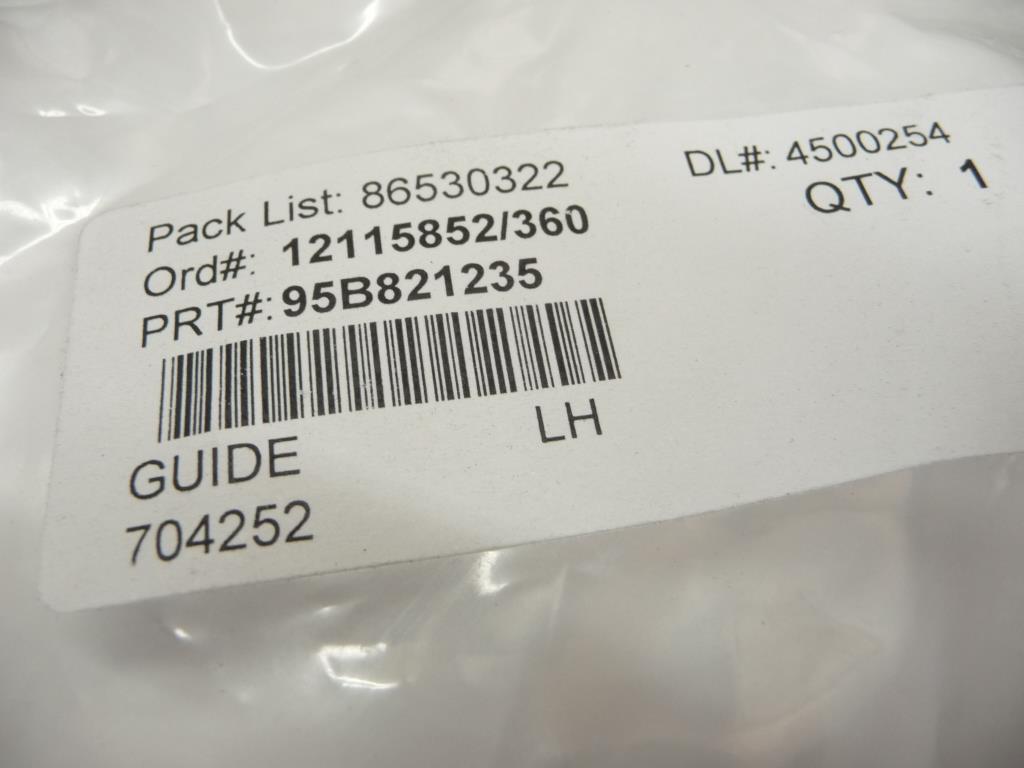 Pack List: 86530322
DL#: 4500254
Ord#: 12115852/360
QTY: 1
PRT#: 95B821235
GUIDE LH
704252